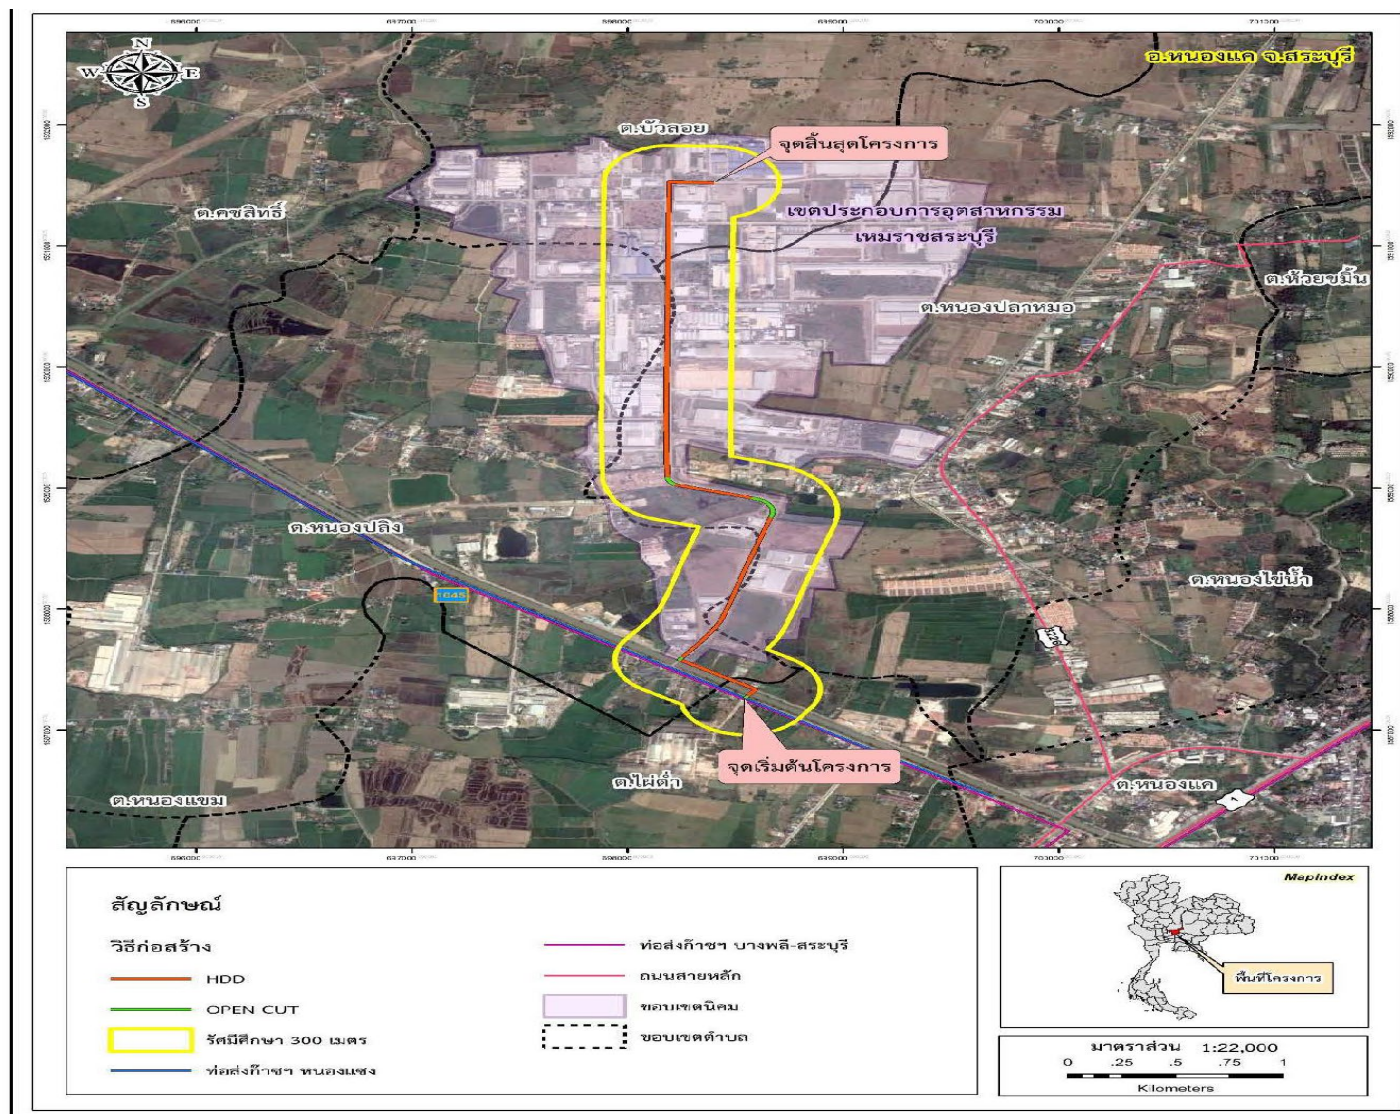 696000
697000
698000
699000
700000
701000
N
W
E
S
อ.หนองแค จ.สระบุรี
ต.บัวลอย
จุดสิ้นสุดโครงการ
ต.คชสิทธิ์
เขตประกอบการอุตสาหกรรม
เหมราชสระบุรี
ต.ห้วยขมิ้น
ต.หนองปลาหมอ
ต.หนองปลิง
ต.หนองไข่น้ำ
1645
จุดเริ่มต้นโครงการ
ต.ไผ่ต่ำ
ต.หนองแค
ต.หนองแขม
1
696000
697000
698000
699000
700000
701000
สัญลักษณ์
วิธีก่อสร้าง
HDD
OPEN CUT
รัศมีศึกษา 300 เมตร
ท่อส่งก๊าซฯ หนองแซง
ท่อส่งก๊าซฯ บางพลี-สระบุรี
ถนนสายหลัก
ขอบเขตนิคม
ขอบเขตตำบล
MapIndex
พื้นที่โครงการ
มาตราส่วน 1:22,000
0 .25 .5 .75 1
Kilometers